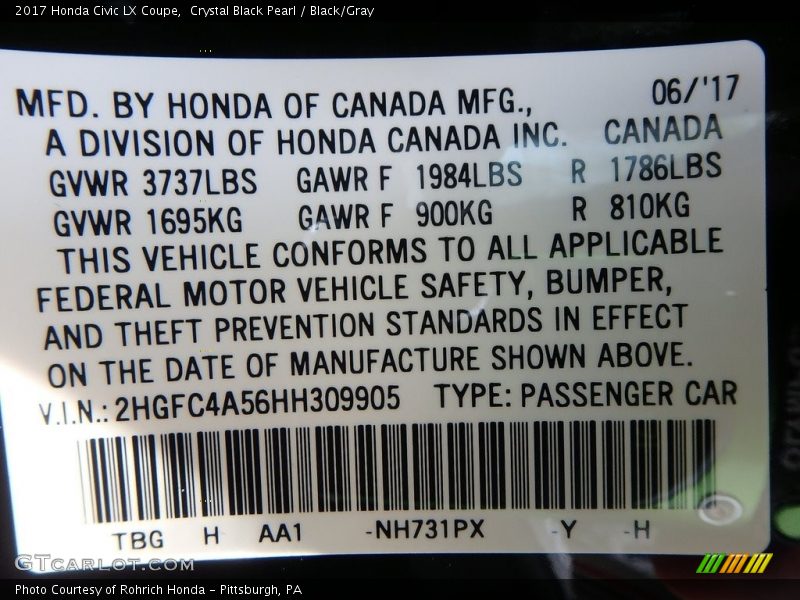 2017 Honda Civic LX Coupe,  Crystal Black Pearl / Black/Gray
MFD. BY HONDA OF CANADA MFG., 06/'17
A DIVISION OF HONDA CANADA INC. CANADA
GVWR 3737LBS GAWR F 1984LBS R 1786LBS
GVWR 1695KG GAWR F 900KG R 810KG
THIS VEHICLE CONFORMS TO ALL APPLICABLE
FEDERAL MOTOR VEHICLE SAFETY, BUMPER,
AND THEFT PREVENTION STANDARDS IN EFFECT
ON THE DATE OF MANUFACTURE SHOWN ABOVE.
V.I.N.: 2HGFC4A56HH309905 TYPE: PASSENGER CAR
TBG H AA1 -NH731PX -Y -H
GTCarLot.com
Photo Courtesy of Rohrich Honda - Pittsburgh, PA